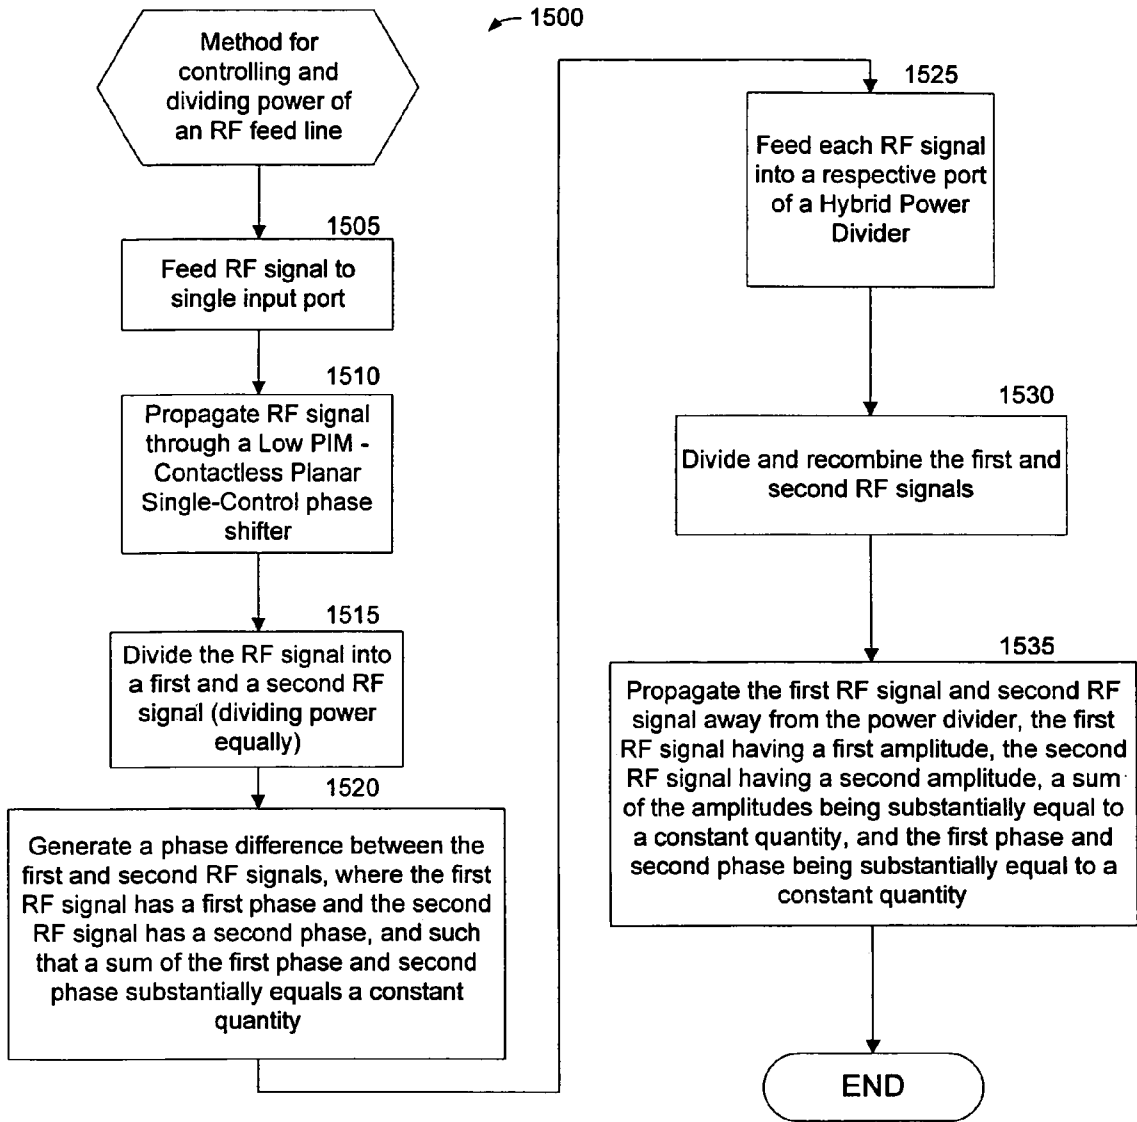 1500
Method for
controlling and
dividing power of
an RF feed line
1505
Feed RF signal to
single input port
1510
Propagate RF signal
through a Low PIM -
Contactless Planar
Single-Control phase
shifter
1515
Divide the RF signal into
a first and a second RF
signal (dividing power
equally)
1520
Generate a phase difference between the
first and second RF signals, where the first
RF signal has a first phase and the second
RF signal has a second phase, and such
that a sum of the first phase and second
phase substantially equals a constant
quantity
1525
Feed each RF signal
into a respective port
of a Hybrid Power
Divider
1530
Divide and recombine the first and
second RF signals
1535
Propagate the first RF signal and second RF
signal away from the power divider, the first
RF signal having a first amplitude, the second
RF signal having a second amplitude, a sum
of the amplitudes being substantially equal to
a constant quantity, and the first phase and
second phase being substantially equal to a
constant quantity
END